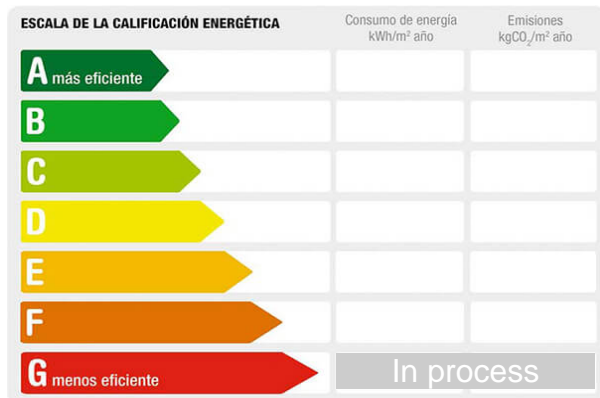 ESCALA DE LA CALIFICACIÓN ENERGÉTICA
Consumo de energía
kWh/m² año
Emisiones
kgCO₂/m² año
A más eficiente
B
C
D
E
F
G menos eficiente
In process